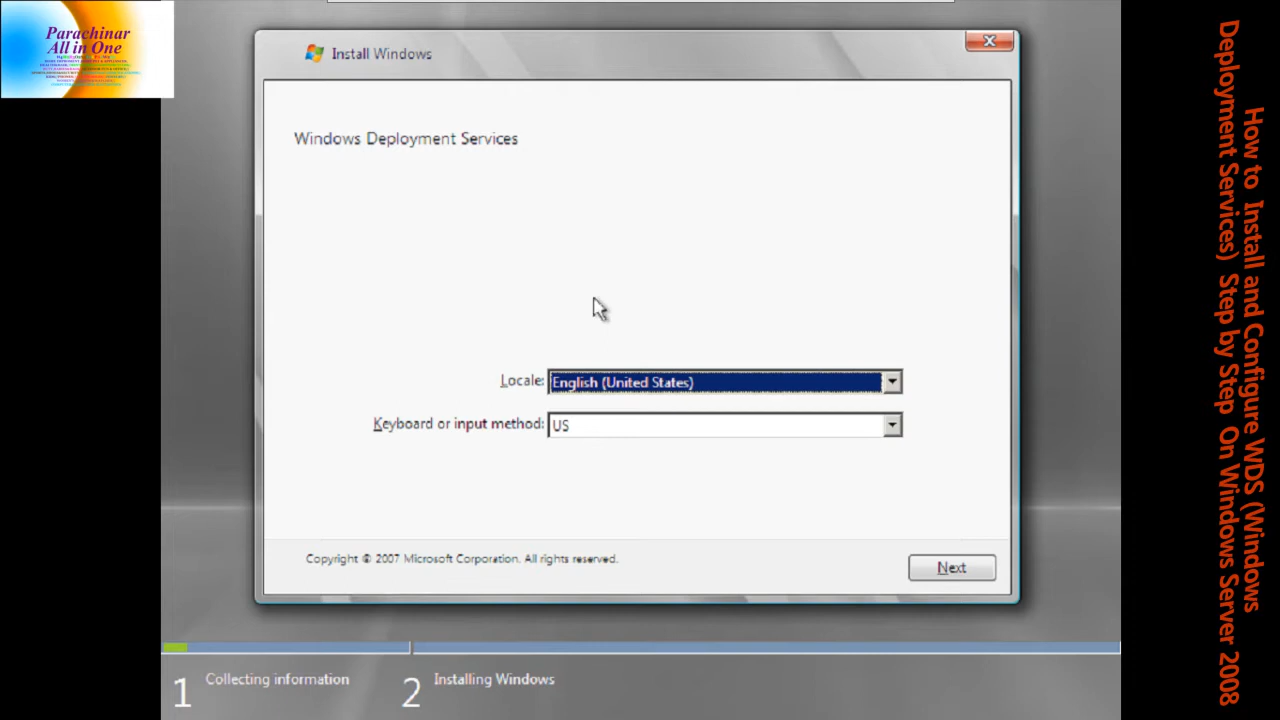 Parachinar
All in One
Install Windows
Windows Deployment Services
Locale: English (United States)
Keyboard or input method: US
Copyright © 2007 Microsoft Corporation. All rights reserved.
Next
1 Collecting information
2 Installing Windows
How to Install and Configure WDS (Windows
Deployment Services) Step by Step On Windows Server 2008